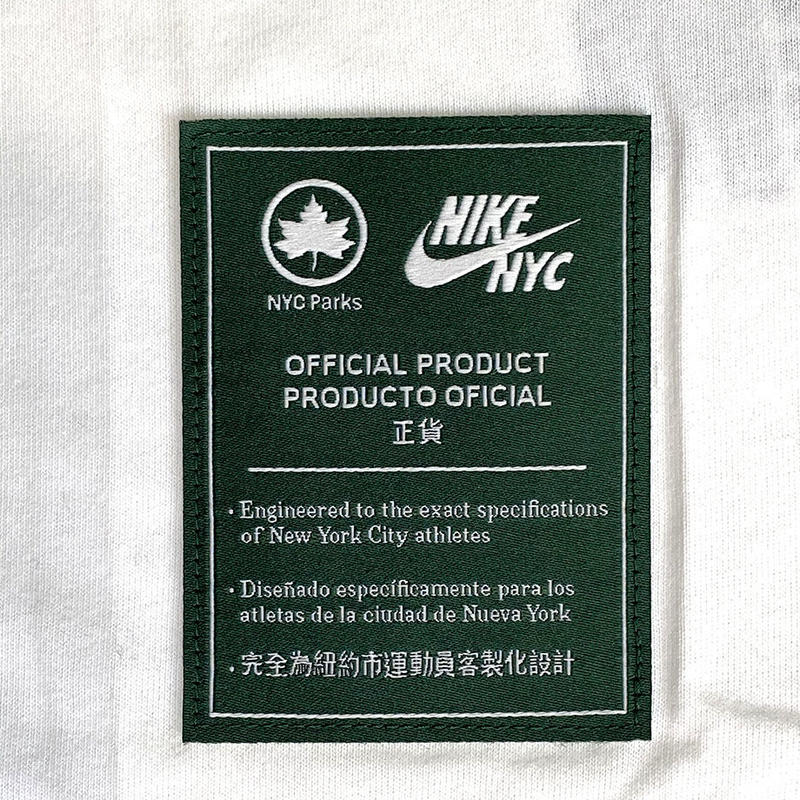 NYC Parks
NIKE
NYC
OFFICIAL PRODUCT
PRODUCTO OFICIAL
正貨
· Engineered to the exact specifications
of New York City athletes
· Diseñado específicamente para los
atletas de la ciudad de Nueva York
· 完全為紐約市運動員客製化設計